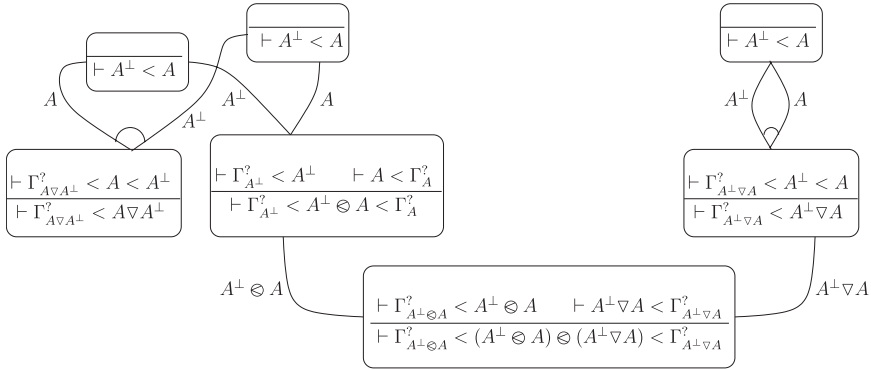 ⊢ A⊥ < A
⊢ A⊥ < A
⊢ A⊥ < A
A
A⊥
A⊥
A
A⊥
A
⊢ Γ?_{A▽A⊥} < A < A⊥
⊢ Γ?_{A▽A⊥} < A▽A⊥
⊢ Γ?_{A⊥} < A⊥ ⊢ A < Γ?_A
⊢ Γ?_{A⊥} < A⊥ ⧀ A < Γ?_A
⊢ Γ?_{A⊥▽A} < A⊥ < A
⊢ Γ?_{A⊥▽A} < A⊥▽A
A⊥ ⧀ A
A⊥▽A
⊢ Γ?_{A⊥⧀A} < A⊥ ⧀ A ⊢ A⊥▽A < Γ?_{A⊥▽A}
⊢ Γ?_{A⊥⧀A} < (A⊥ ⧀ A) ⧀ (A⊥▽A) < Γ?_{A⊥▽A}